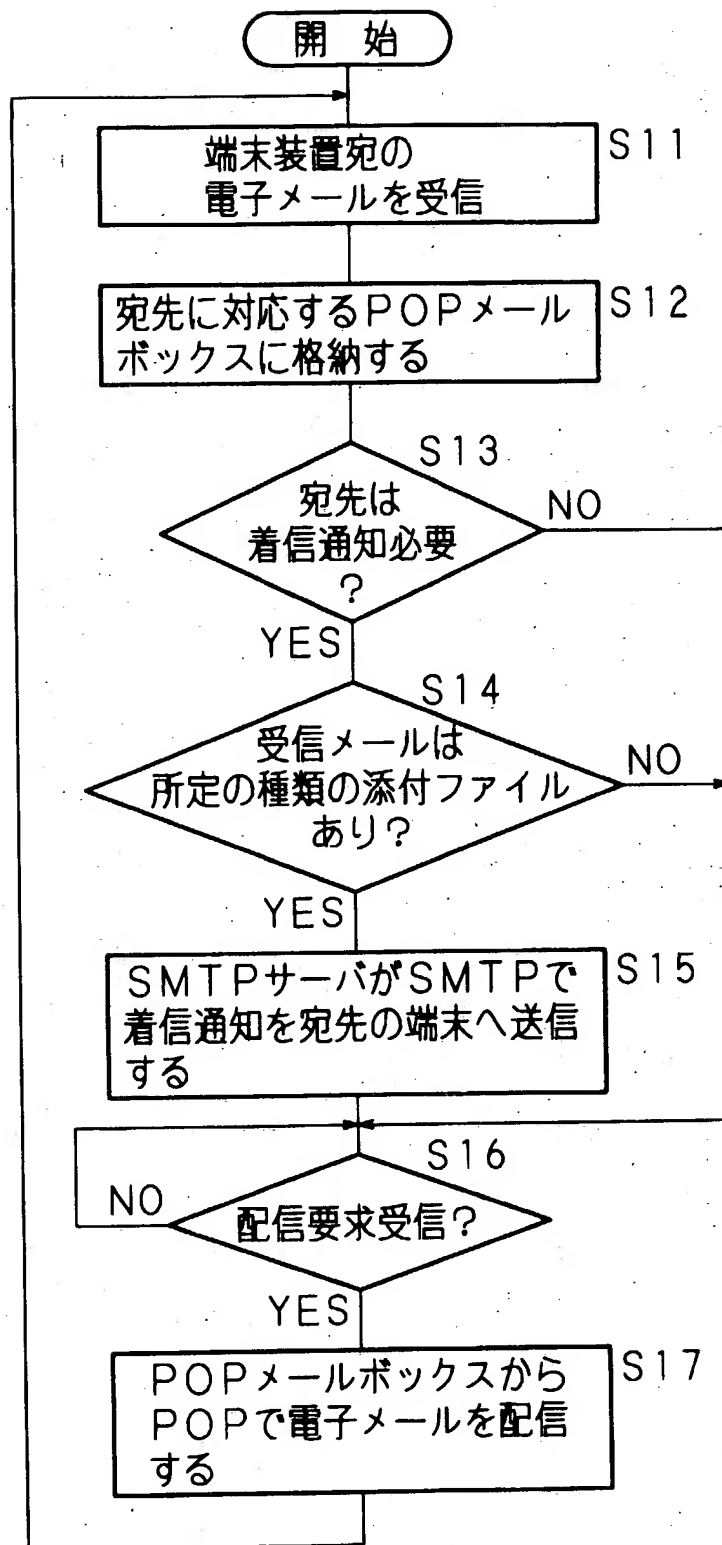 開 始
端末装置宛の
電子メールを受信
S11
宛先に対応するPOPメール
ボックスに格納する
S12
S13
宛先は
着信通知必要
?
NO
YES
S14
受信メールは
所定の種類の添付ファイル
あり?
NO
YES
SMTPサーバがSMTPで
着信通知を宛先の端末へ送信
する
S15
S16
配信要求受信?
NO
YES
POPメールボックスから
POPで電子メールを配信
する
S17